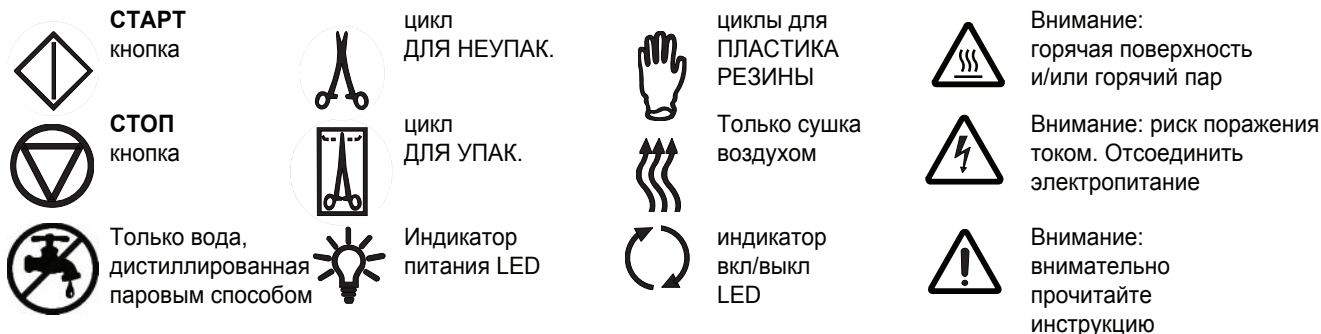 СТАРТ
кнопка
цикл
ДЛЯ НЕУПАК.
циклы для
ПЛАСТИКА
РЕЗИНЫ
Внимание:
горячая поверхность
и/или горячий пар
СТОП
кнопка
цикл
ДЛЯ УПАК.
Только сушка
воздухом
Внимание: риск поражения
током. Отсоединить
электропитание
Только вода,
дистиллированная
паровым способом
Индикатор
питания LED
индикатор
вкл/выкл
LED
Внимание:
внимательно
прочитайте
инструкцию